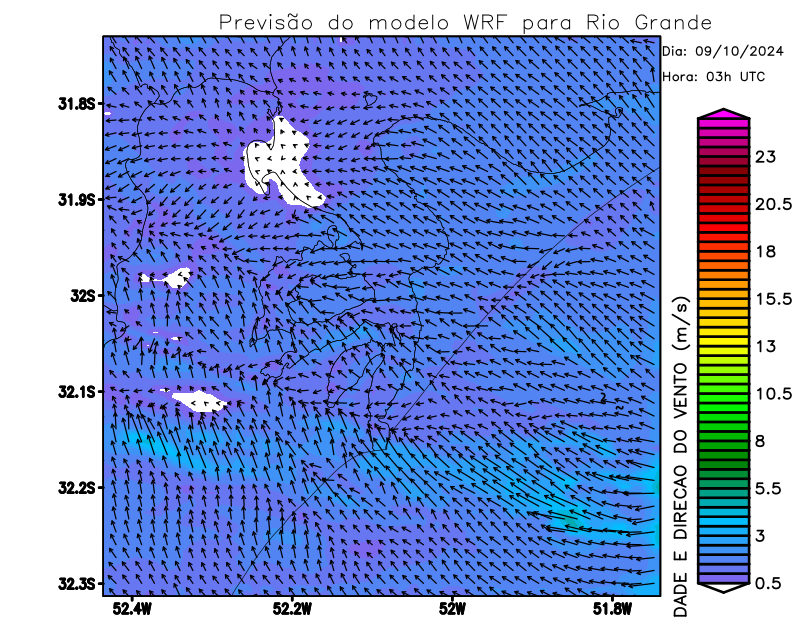 Previsão do modelo WRF para Rio Grande
Dia: 09/10/2024
Hora: 03h UTC
31.8S
31.9S
32S
32.1S
32.2S
32.3S
52.4W
52.2W
52W
51.8W
23
20.5
18
15.5
13
10.5
8
5.5
3
0.5
DADE E DIRECAO DO VENTO (m/s)